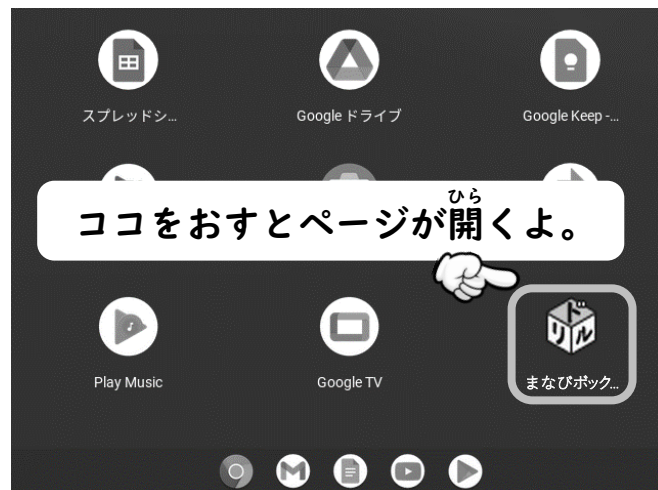 スプレッドシ...
Google ドライブ
Google Keep -...
ひら
ココをおすとページが開くよ。
ドリル
Play Music
Google TV
まなびボック...